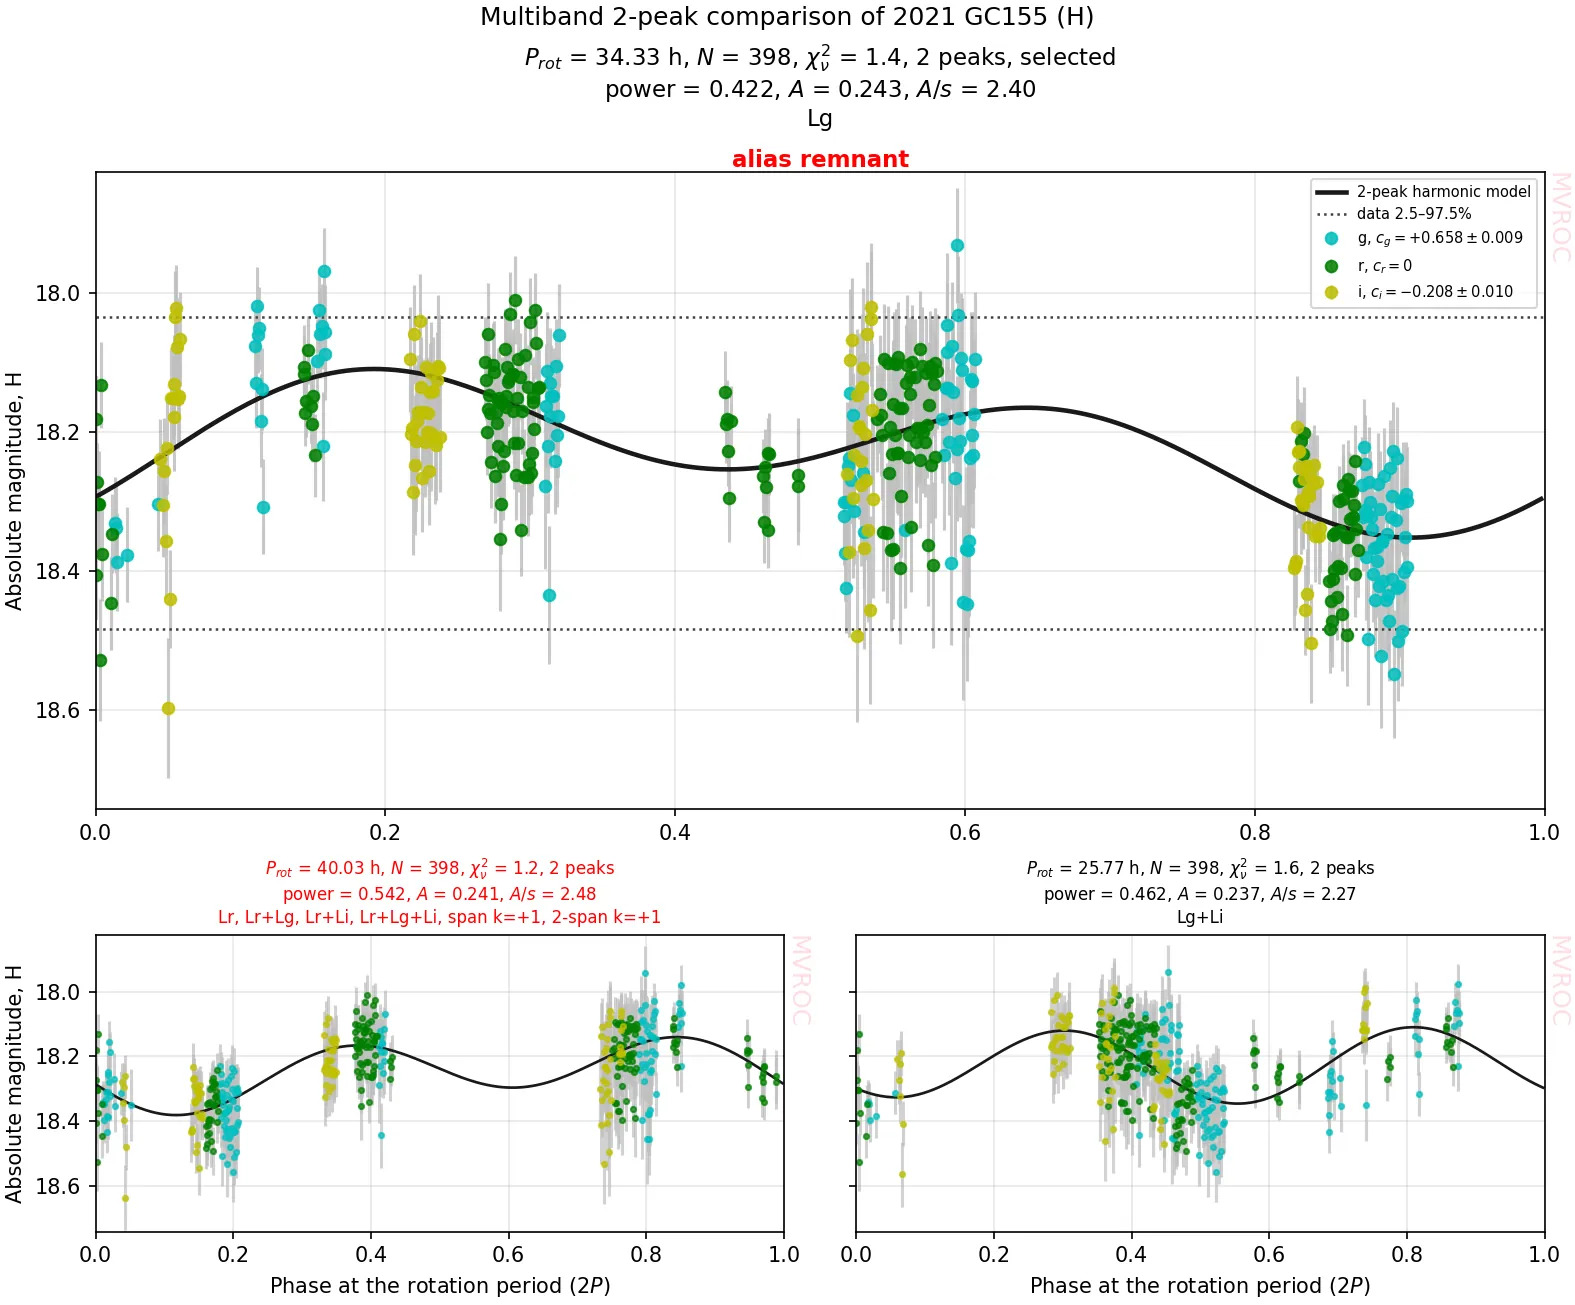 Multiband 2-peak comparison of 2021 GC155 (H)
P_rot = 34.33 h, N = 398, χ²_ν = 1.4, 2 peaks, selected
power = 0.422, A = 0.243, A/s = 2.40
Lg
alias remnant
2-peak harmonic model
data 2.5–97.5%
g, c_g = +0.658 ± 0.009
r, c_r = 0
i, c_i = −0.208 ± 0.010
MVROC
Absolute magnitude, H
18.0
18.2
18.4
18.6
0.0 0.2 0.4 0.6 0.8 1.0
P_rot = 40.03 h, N = 398, χ²_ν = 1.2, 2 peaks
power = 0.542, A = 0.241, A/s = 2.48
Lr, Lr+Lg, Lr+Li, Lr+Lg+Li, span k=+1, 2-span k=+1
MVROC
Absolute magnitude, H
18.0
18.2
18.4
18.6
0.0 0.2 0.4 0.6 0.8 1.0
Phase at the rotation period (2P)
P_rot = 25.77 h, N = 398, χ²_ν = 1.6, 2 peaks
power = 0.462, A = 0.237, A/s = 2.27
Lg+Li
MVROC
0.0 0.2 0.4 0.6 0.8 1.0
Phase at the rotation period (2P)